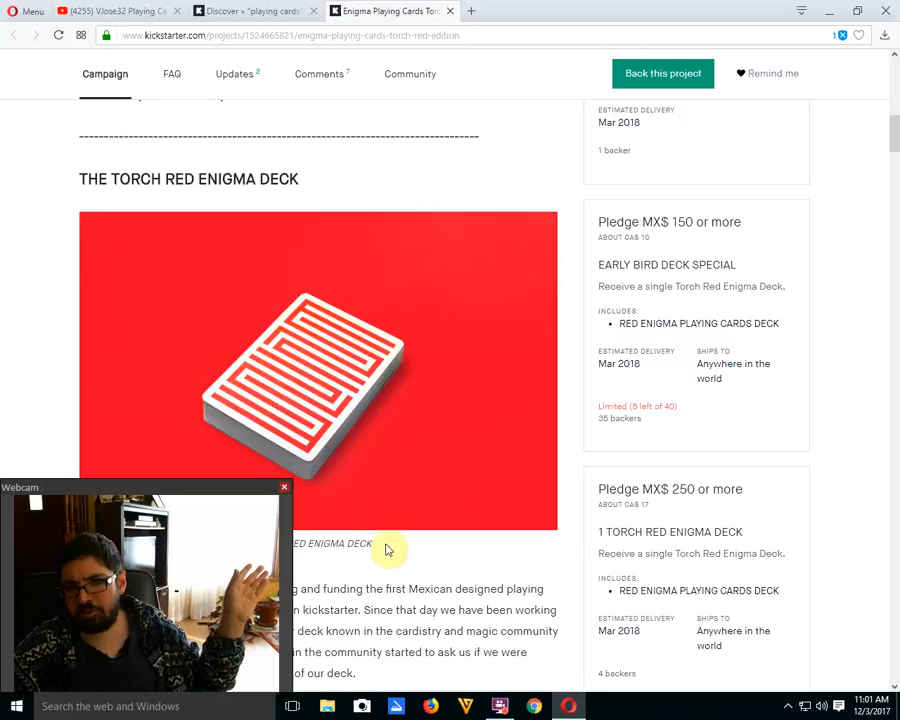 Menu
(4255) VJose32 Playing Ca
Discover » "playing cards"
Enigma Playing Cards Tor
www.kickstarter.com/projects/1524665821/enigma-playing-cards-torch-red-edition
1
Campaign
FAQ
Updates 2
Comments 7
Community
Back this project
Remind me
THE TORCH RED ENIGMA DECK
ED ENIGMA DECK
g and funding the first Mexican designed playing
n kickstarter. Since that day we have been working
r deck known in the cardistry and magic community
in the community started to ask us if we were
of our deck.
ESTIMATED DELIVERY
Mar 2018
1 backer
Pledge MX$ 150 or more
ABOUT CA$ 10
EARLY BIRD DECK SPECIAL
Receive a single Torch Red Enigma Deck.
INCLUDES:
• RED ENIGMA PLAYING CARDS DECK
ESTIMATED DELIVERY
Mar 2018
SHIPS TO
Anywhere in the
world
Limited (5 left of 40)
35 backers
Pledge MX$ 250 or more
ABOUT CA$ 17
1 TORCH RED ENIGMA DECK
Receive a single Torch Red Enigma Deck.
INCLUDES:
• RED ENIGMA PLAYING CARDS DECK
ESTIMATED DELIVERY
Mar 2018
SHIPS TO
Anywhere in the
world
4 backers
Webcam
Search the web and Windows
11:01 AM
12/3/2017